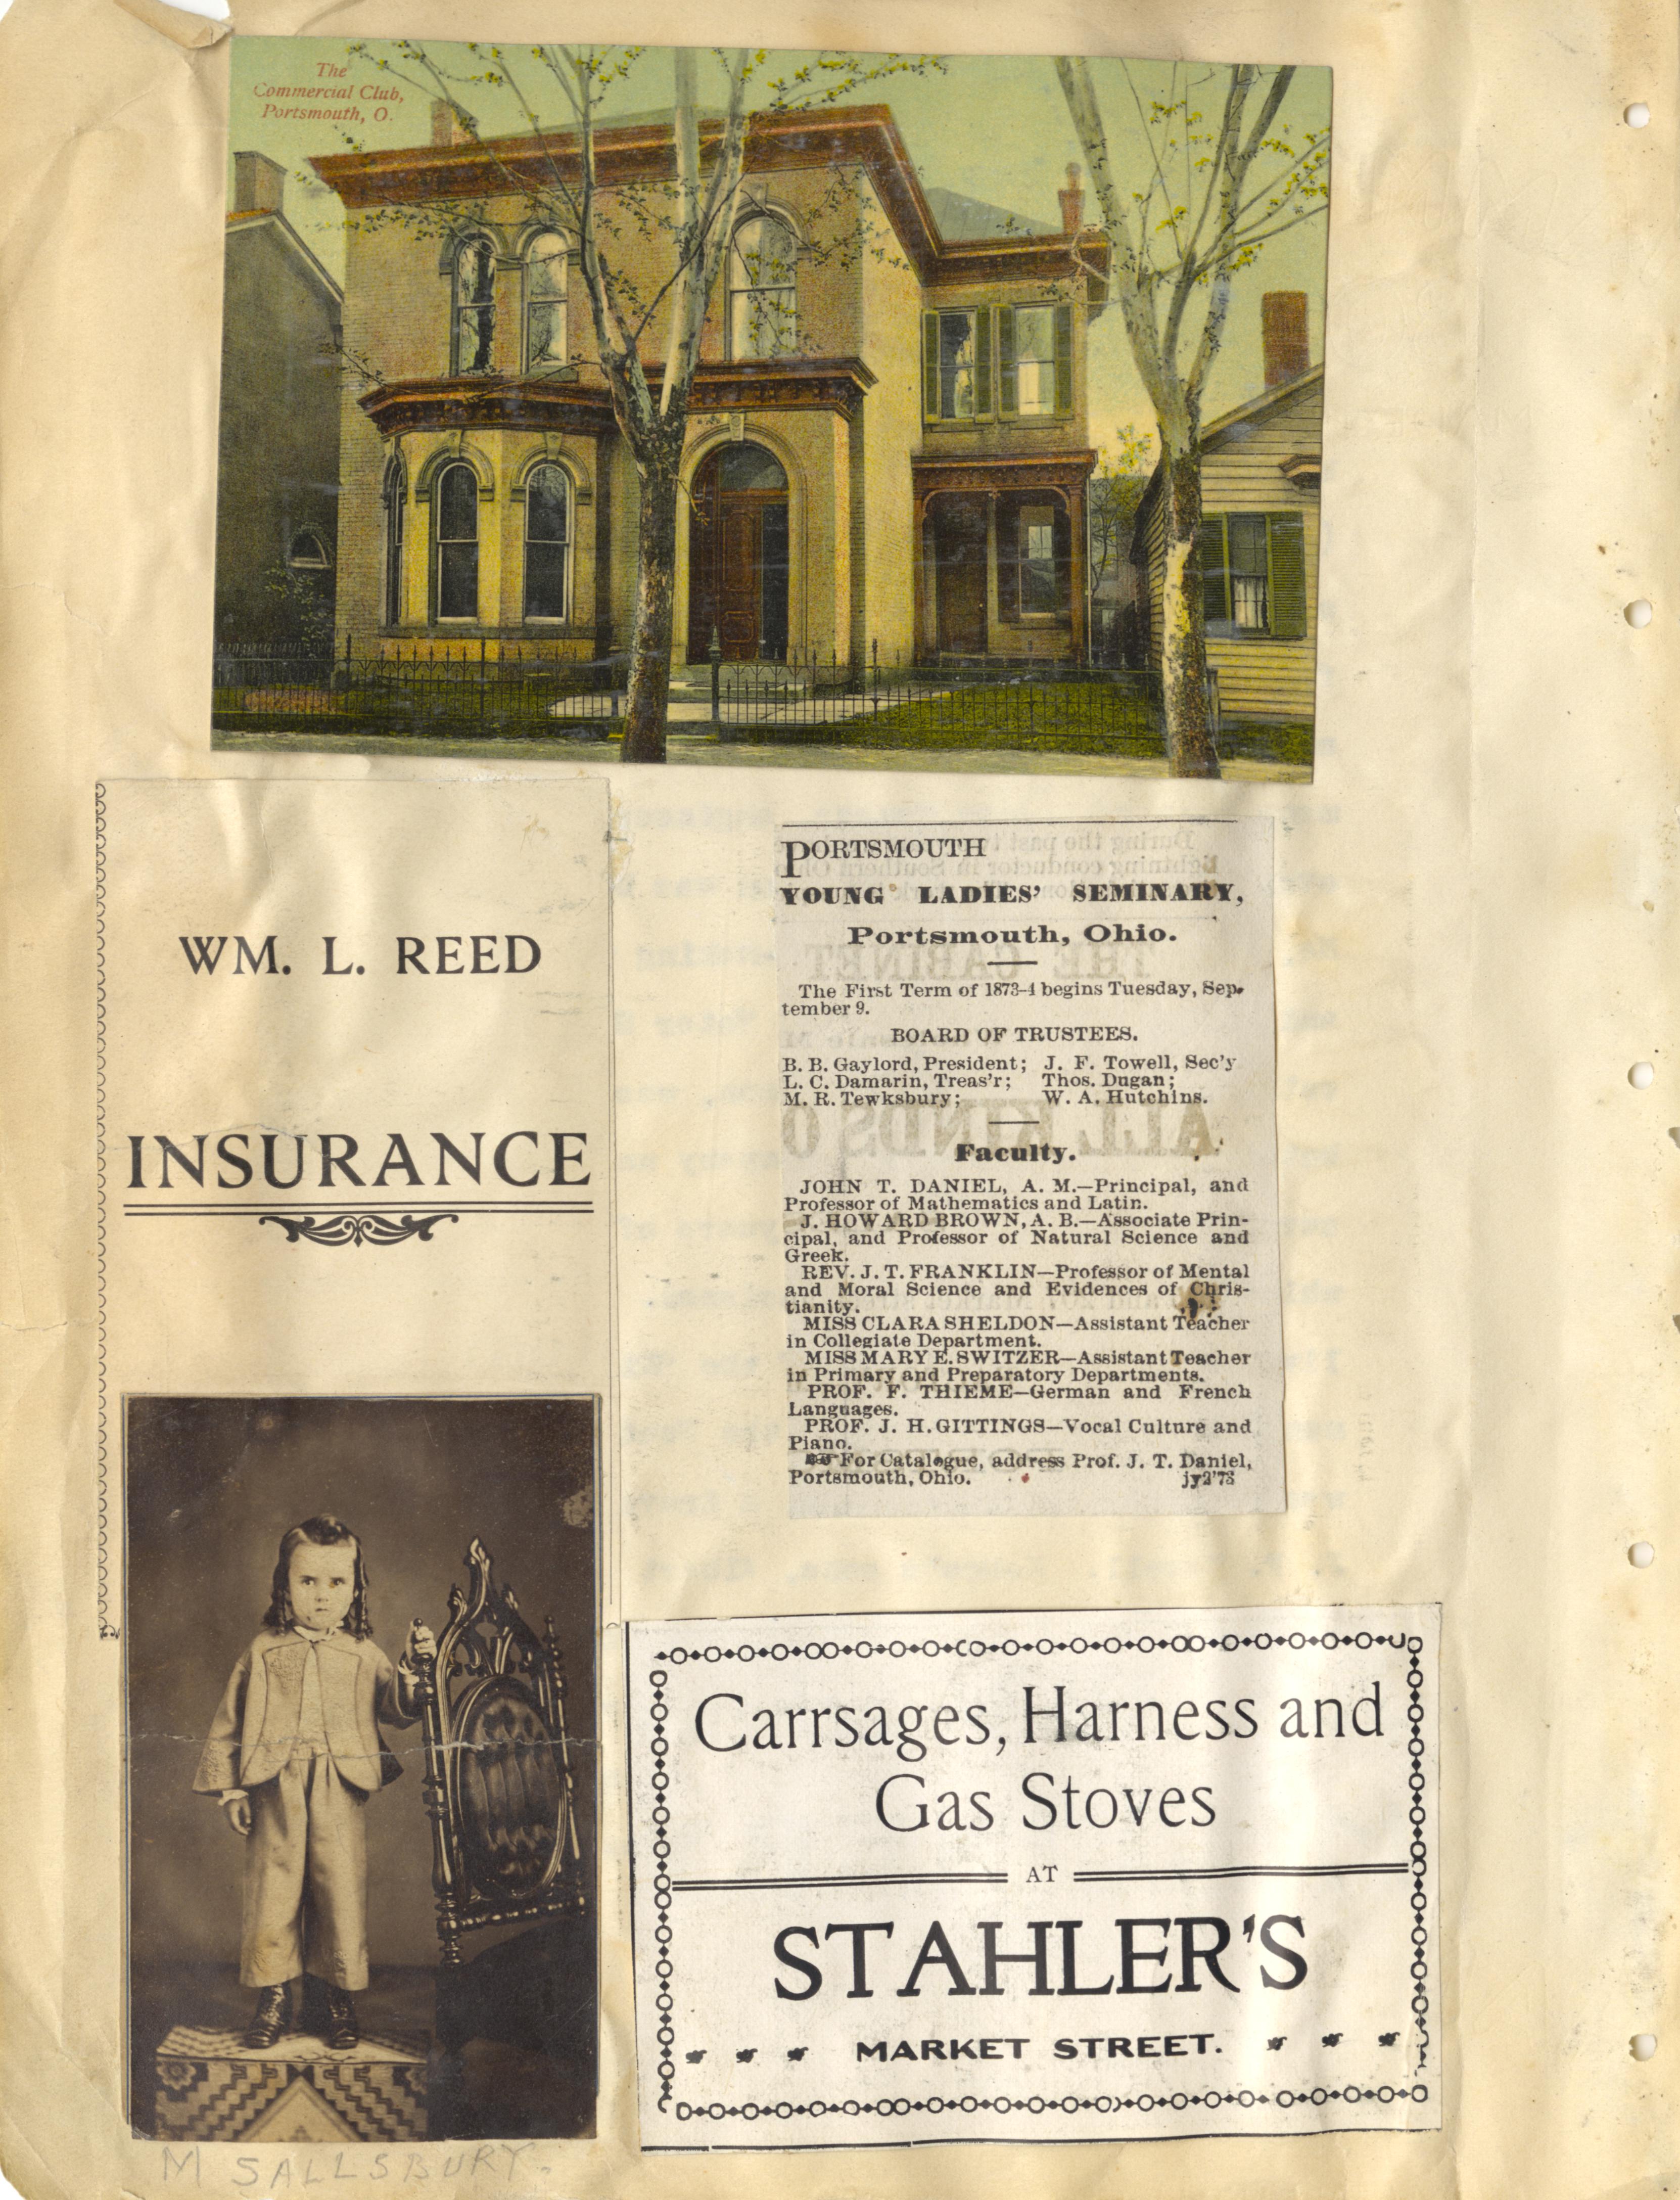 The
Commercial Club,
Portsmouth, O.
WM. L. REED
INSURANCE
PORTSMOUTH
YOUNG LADIES' SEMINARY,
Portsmouth, Ohio.
The First Term of 1873-4 begins Tuesday, Sep-
tember 9.
BOARD OF TRUSTEES.
B. B. Gaylord, President; J. F. Towell, Sec'y
L. C. Damarin, Treas'r; Thos. Dugan;
M. R. Tewksbury; W. A. Hutchins.
Faculty.
JOHN T. DANIEL, A. M.—Principal, and
Professor of Mathematics and Latin.
J. HOWARD BROWN, A. B.—Associate Prin-
cipal, and Professor of Natural Science and
Greek.
REV. J. T. FRANKLIN—Professor of Mental
and Moral Science and Evidences of Chris-
tianity.
MISS CLARA SHELDON—Assistant Teacher
in Collegiate Department.
MISS MARY E. SWITZER—Assistant Teacher
in Primary and Preparatory Departments.
PROF. F. THIEME—German and French
Languages.
PROF. J. H. GITTINGS—Vocal Culture and
Piano.
For Catalogue, address Prof. J. T. Daniel,
Portsmouth, Ohio. jy2'73
Carrsages, Harness and
Gas Stoves
AT
STAHLER'S
MARKET STREET.
M SALLSBURY.